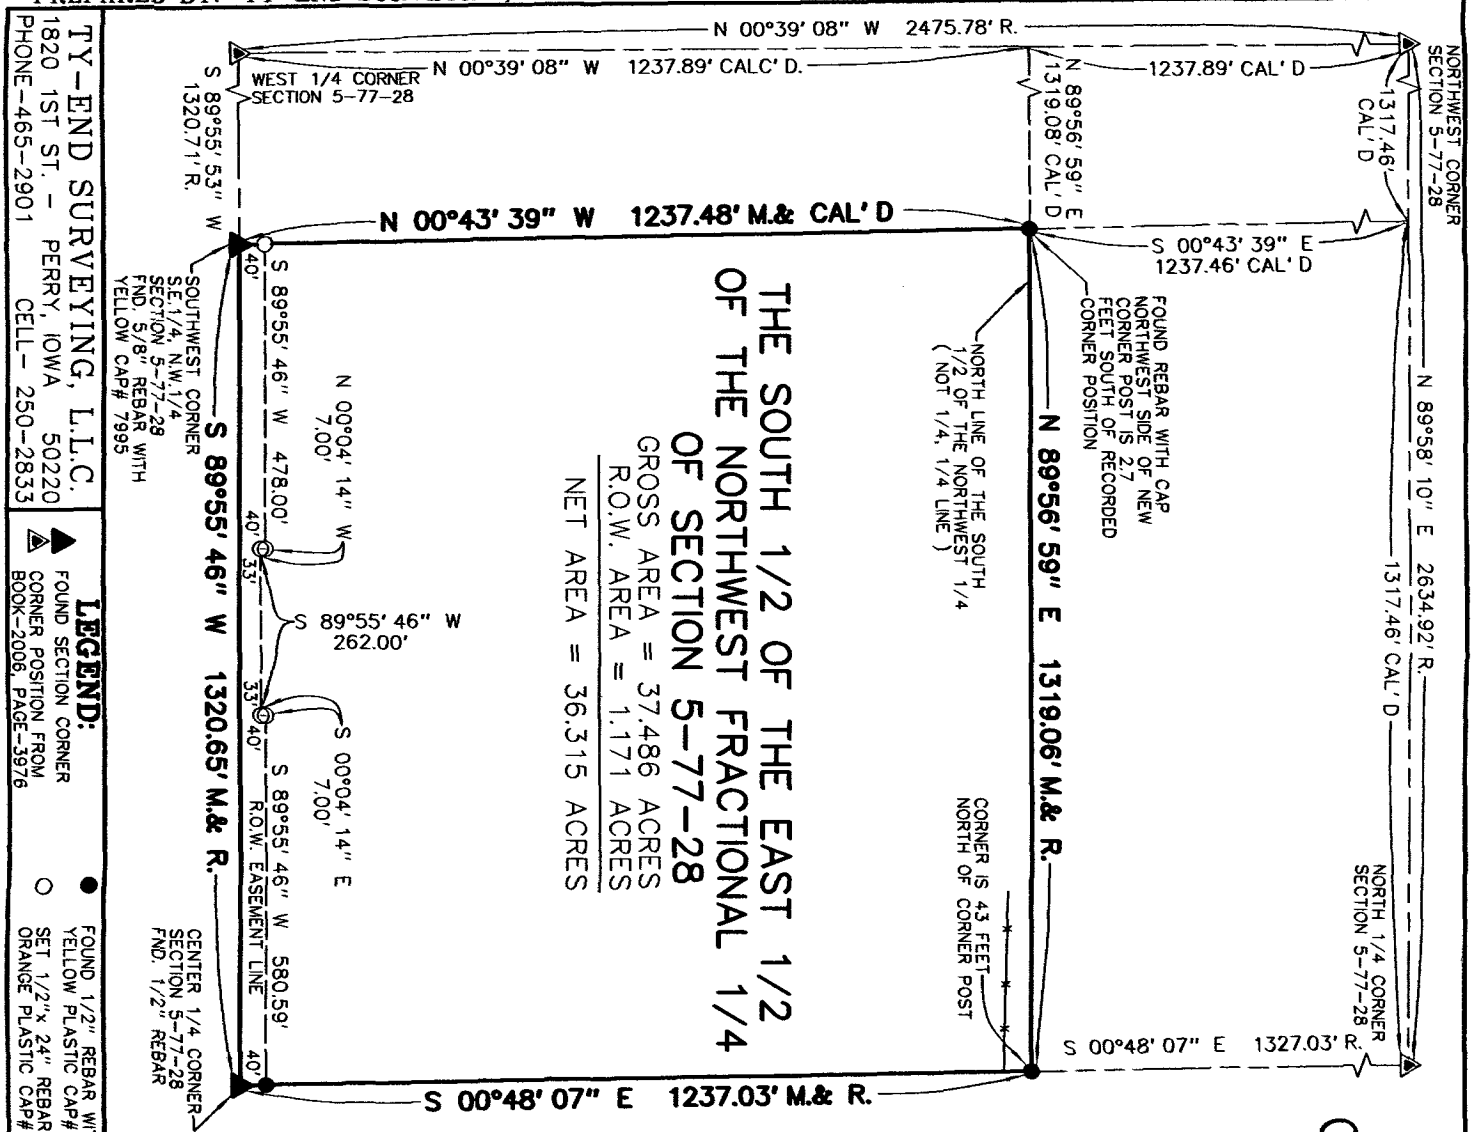 N 00°39' 08" W 2475.78' R.
N 00°39' 08" W 1237.89' CALC' D.
1237.89' CAL' D
NORTHWEST CORNER
SECTION 5-77-28
1317.46'
CAL' D
WEST 1/4 CORNER
SECTION 5-77-28
S 89°55' 53" W
1320.71' R.
N 89°56' 59" E
1319.08' CAL' D
N 00°43' 39" W 1237.48' M.& CAL' D
S 00°43' 39" E
1237.46' CAL' D
N 89°58' 10" E 2634.92' R.
1317.46' CAL' D
FOUND REBAR WITH CAP
NORTHWEST SIDE OF NEW
CORNER POST IS 2.7
FEET SOUTH OF RECORDED
CORNER POSITION
N 89°56' 59" E 1319.06' M.& R.
NORTH LINE OF THE SOUTH
1/2 OF THE NORTHWEST 1/4
( NOT 1/4, 1/4 LINE )
THE SOUTH 1/2 OF THE EAST 1/2
OF THE NORTHWEST FRACTIONAL 1/4
OF SECTION 5-77-28
GROSS AREA = 37.486 ACRES
R.O.W. AREA = 1.171 ACRES
NET AREA = 36.315 ACRES
CORNER IS 43 FEET
NORTH OF CORNER POST
NORTH 1/4 CORNER
SECTION 5-77-28
S 00°48' 07" E 1327.03' R.
S 00°48' 07" E 1237.03' M.& R.
N 00°04' 14" W
7.00'
S 89°55' 46" W
262.00'
S 00°04' 14" E
7.00'
40'
S 89°55' 46" W 478.00'
40'
33'
33'
40'
S 89°55' 46" W 580.59'
R.O.W. EASEMENT LINE
40'
S 89°55' 46" W 1320.65' M.& R.
SOUTHWEST CORNER
S.E.1/4, N.W.1/4
SECTION 5-77-28
FND. 5/8" REBAR WITH
YELLOW CAP# 7995
CENTER 1/4 CORNER
SECTION 5-77-28
FND. 1/2" REBAR
TY-END SURVEYING, L.L.C.
1820 1ST ST. - PERRY, IOWA 50220
PHONE-465-2901 CELL- 250-2833
LEGEND:
FOUND SECTION CORNER
CORNER POSITION FROM
BOOK-2006, PAGE-3976
FOUND 1/2" REBAR WI
YELLOW PLASTIC CAP#
SET 1/2"x 24" REBAR
ORANGE PLASTIC CAP#